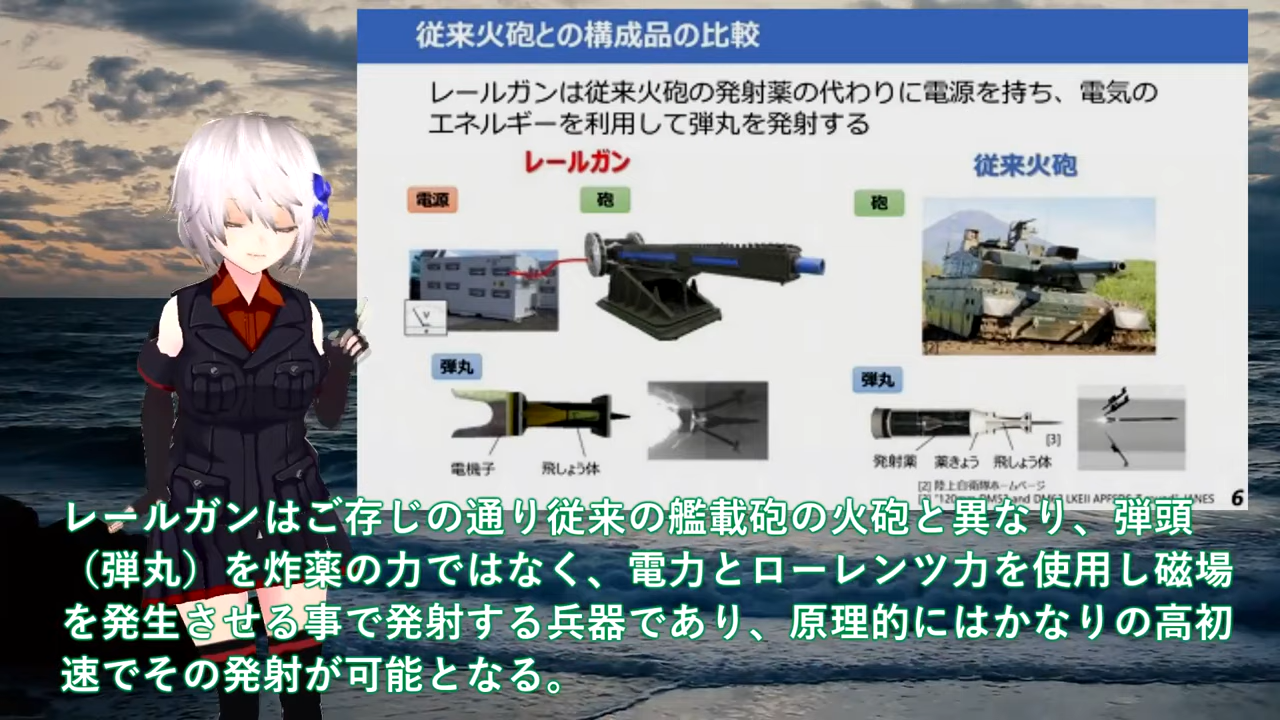 従来火砲との構成品の比較
レールガンは従来火砲の発射薬の代わりに電源を持ち、電気の
エネルギーを利用して弾丸を発射する
レールガン
従来火砲
電源
砲
砲
V
弾丸
弾丸
電機子
飛しょう体
発射薬
薬きょう
飛しょう体
[3]
[2] 陸上自衛隊ホームページ
LKEII
6
レールガンはご存じの通り従来の艦載砲の火砲と異なり、弾頭
（弾丸）を炸薬の力ではなく、電力とローレンツ力を使用し磁場
を発生させる事で発射する兵器であり、原理的にはかなりの高初
速でその発射が可能となる。